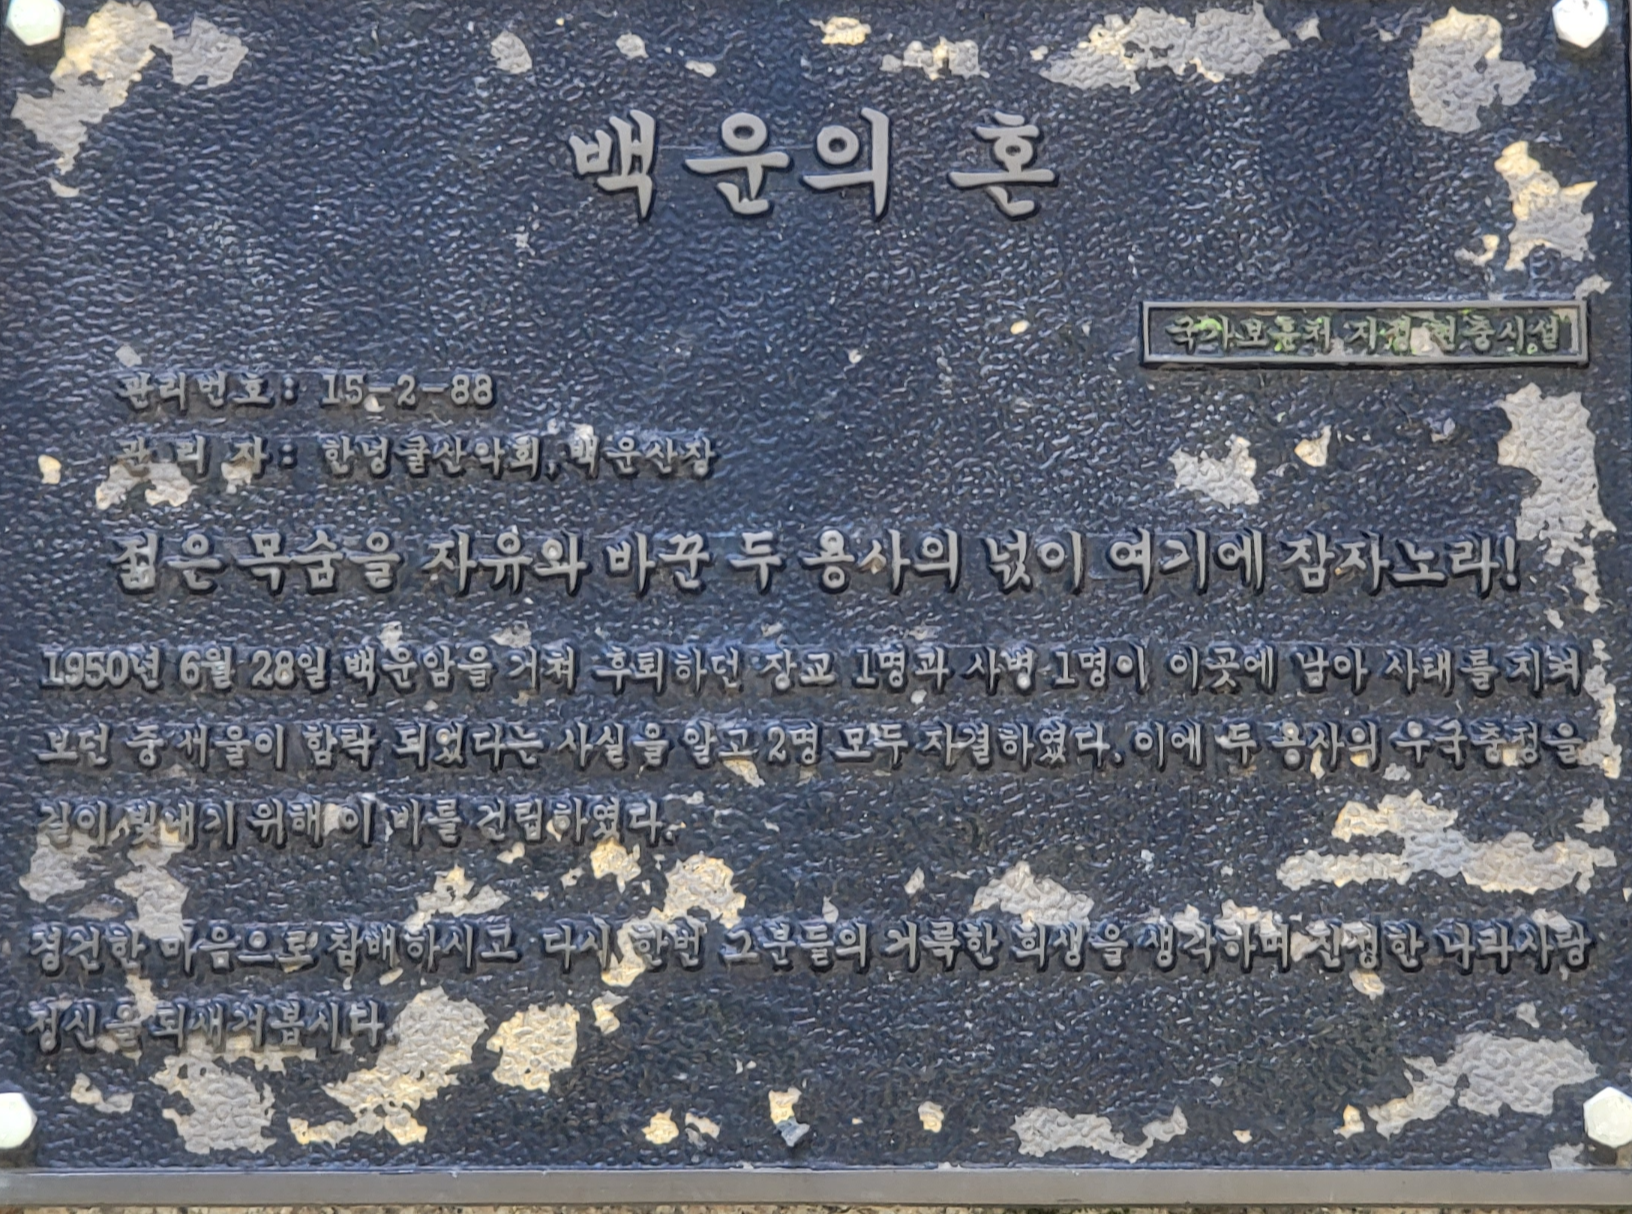 백운의 혼
국가보훈처 지정 현충시설
관리번호: 15-2-88
관 리 자: 한녕쿨산악회, 백운산장
젊은 목숨을 자유와 바꾼 두 용사의 넋이 여기에 잠자노라!
1950년 6월 28일 백운암을 거쳐 후퇴하던 장교 1명과 사병 1명이 이곳에 남아 사태를 지켜
보던 중 서울이 함락 되었다는 사실을 알고 2명 모두 자결하였다. 이에 두 용사의 우국충정을
길이 빛내기 위해 이 비를 건립하였다.
경건한 마음으로 참배하시고 다시 한번 그분들의 거룩한 희생을 생각하며 진정한 나라사랑
정신을 되새겨봅시다.